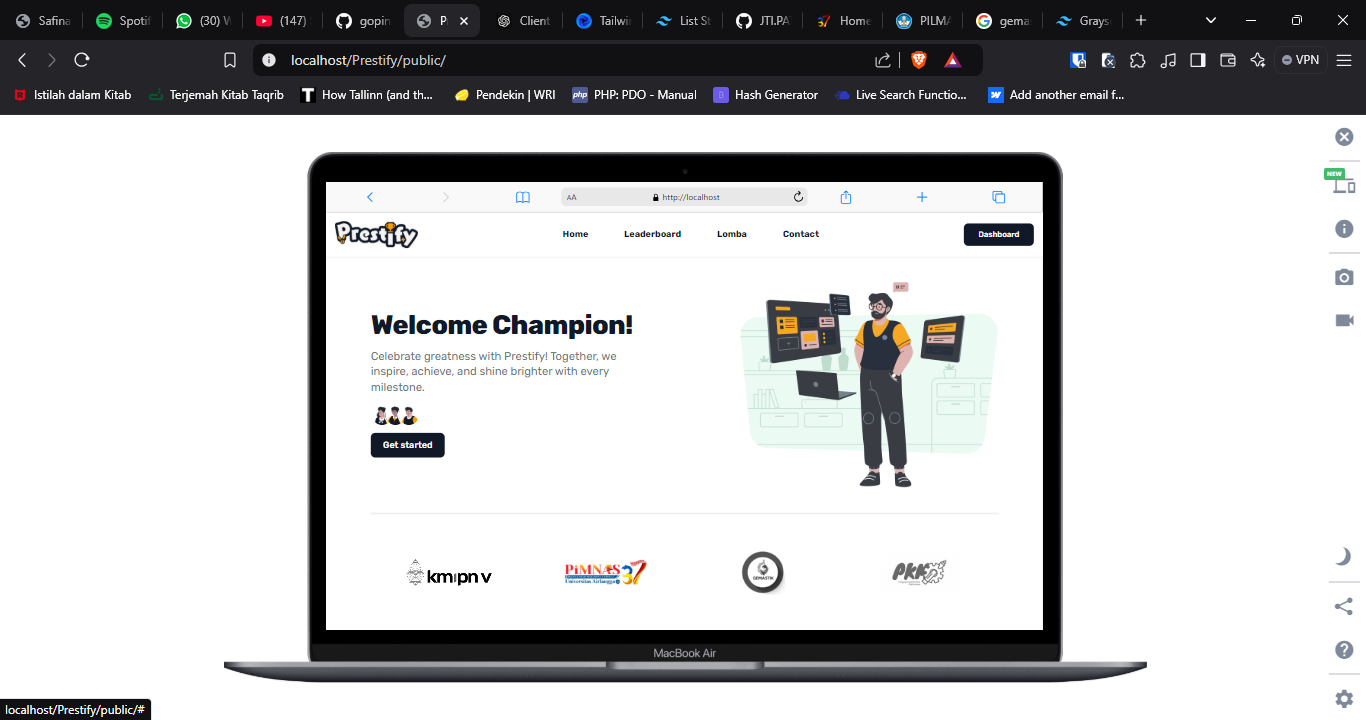 Safina
Spotif
(30) W
(147)
gopin
P
Client
Tailwi
List St
JTI.PA
Home
PILMA
gema
Grays
localhost/Prestify/public/
VPN
Istilah dalam Kitab
Terjemah Kitab Taqrib
How Tallinn (and th...
Pendekin | WRI
PHP: PDO - Manual
Hash Generator
Live Search Functio...
Add another email f...
NEW
AA
http://localhost
Prestify
Home
Leaderboard
Lomba
Contact
Dashboard
Welcome Champion!
Celebrate greatness with Prestify! Together, we
inspire, achieve, and shine brighter with every
milestone.
Get started
kmipn v
PIMNAS 37
Universitas Airlangga
GEMASTIK
PKM
MacBook Air
localhost/Prestify/public/#